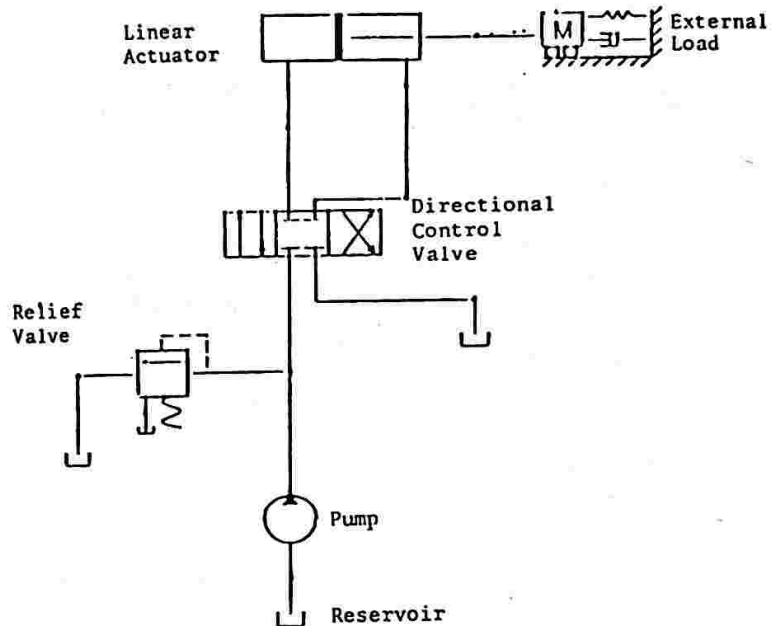 Linear
Actuator
M
External
Load
Directional
Control
Valve
Relief
Valve
Pump
Reservoir